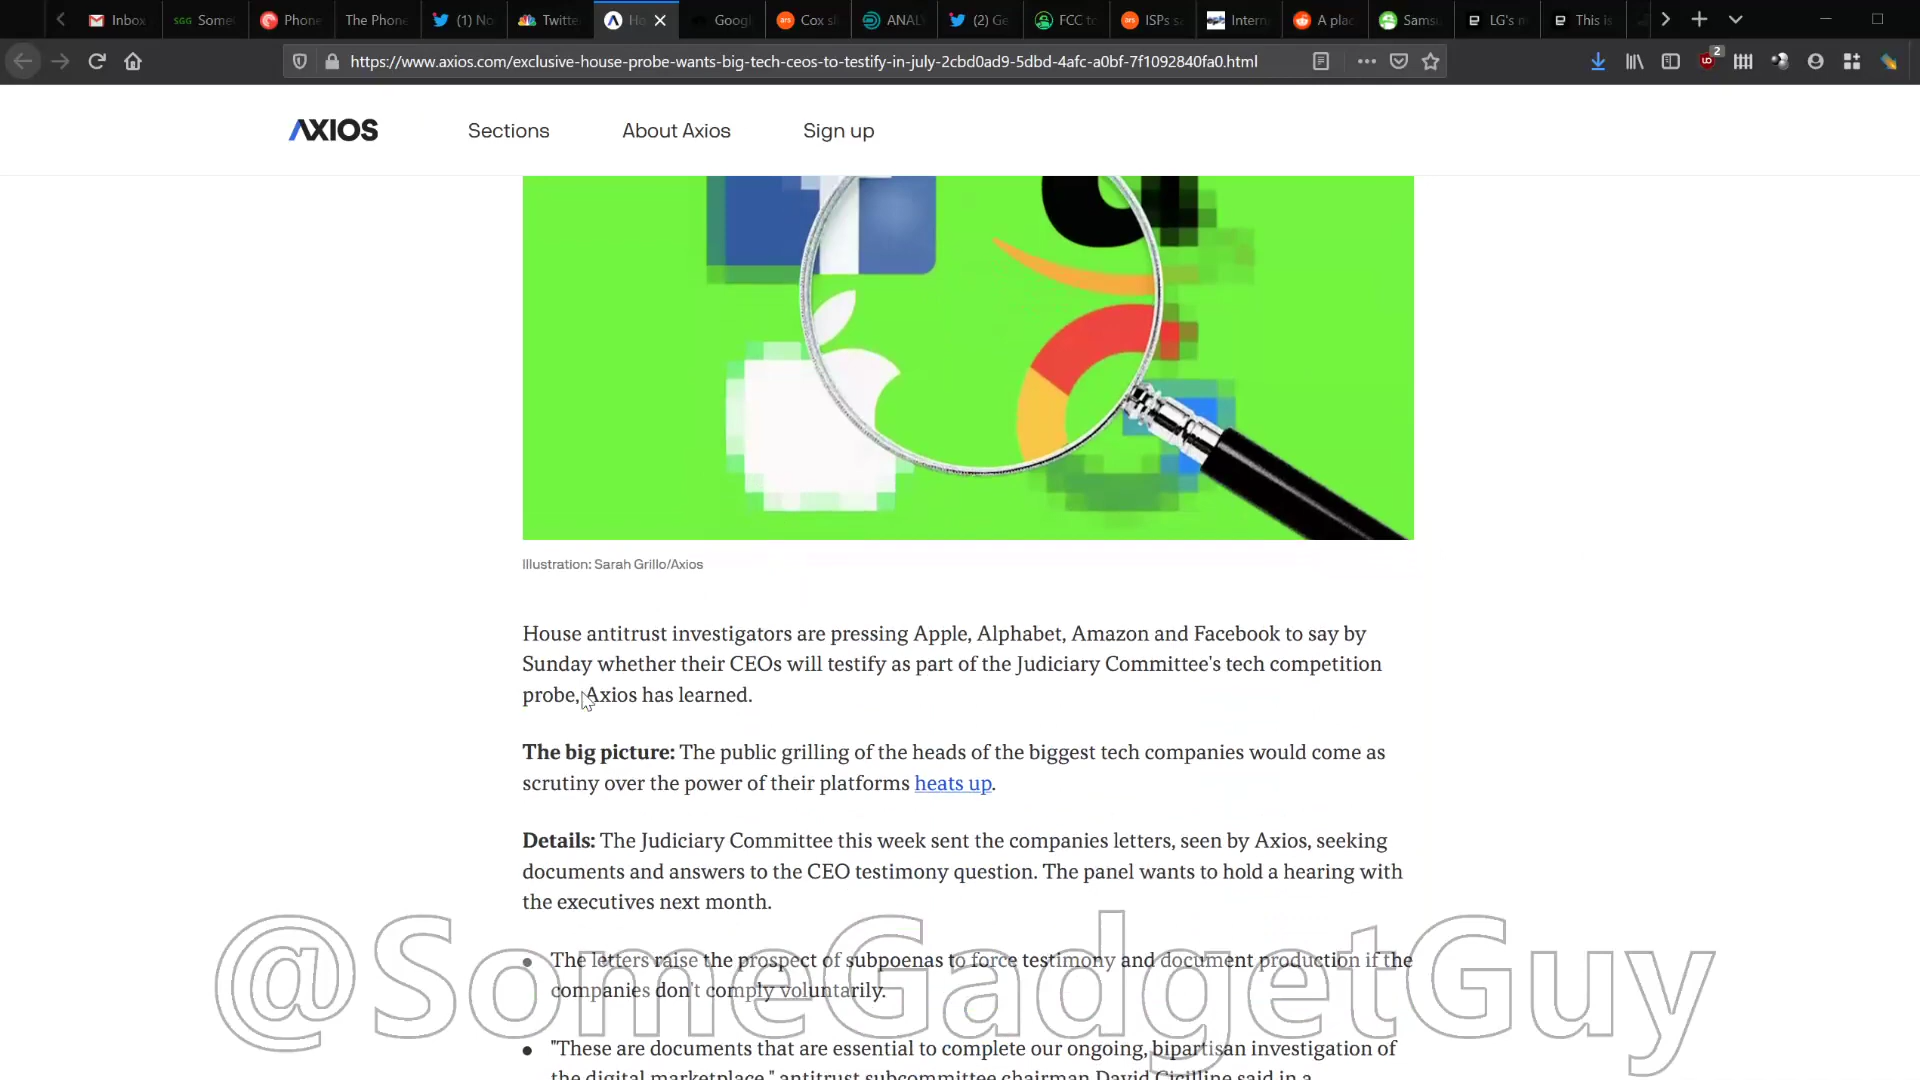 Inbox
SGG Some
Phone
The Phone
(1) No
Twitte
Ho
Googl
Cox sl
ANAL
(2) Ge
FCC to
ISPs s
Intern
A plac
Samsu
LG's n
This is
https://www.axios.com/exclusive-house-probe-wants-big-tech-ceos-to-testify-in-july-2cbd0ad9-5dbd-4afc-a0bf-7f1092840fa0.html
2
AXIOS
Sections
About Axios
Sign up
Illustration: Sarah Grillo/Axios
House antitrust investigators are pressing Apple, Alphabet, Amazon and Facebook to say by
Sunday whether their CEOs will testify as part of the Judiciary Committee's tech competition
probe, Axios has learned.
The big picture: The public grilling of the heads of the biggest tech companies would come as
scrutiny over the power of their platforms heats up.
Details: The Judiciary Committee this week sent the companies letters, seen by Axios, seeking
documents and answers to the CEO testimony question. The panel wants to hold a hearing with
the executives next month.
• The letters raise the prospect of subpoenas to force testimony and document production if the
companies don't comply voluntarily.
@SomeGadgetGuy
• "These are documents that are essential to complete our ongoing, bipartisan investigation of
the digital marketplace," antitrust subcommittee chairman David Cicilline said in a